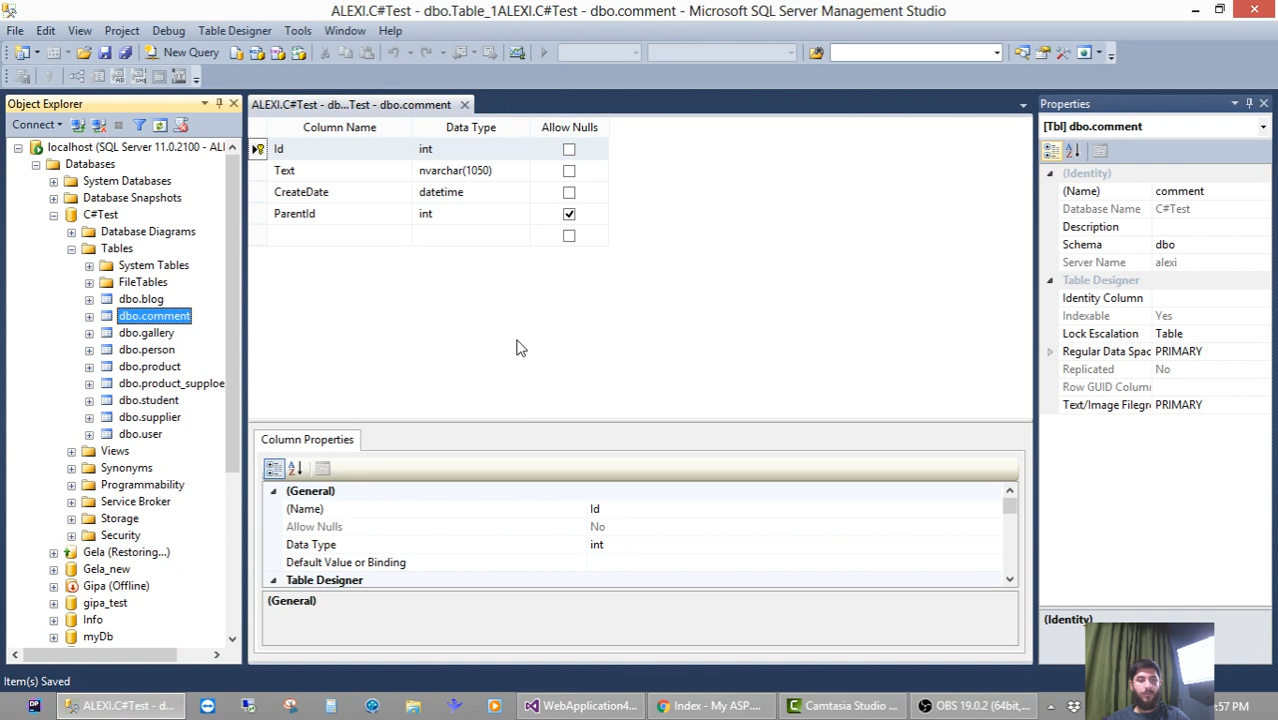 ALEXI.C#Test - dbo.Table_1ALEXI.C#Test - dbo.comment - Microsoft SQL Server Management Studio
File Edit View Project Debug Table Designer Tools Window Help
New Query
Object Explorer
Connect
localhost (SQL Server 11.0.2100 - ALI
Databases
System Databases
Database Snapshots
C#Test
Database Diagrams
Tables
System Tables
FileTables
dbo.blog
dbo.comment
dbo.gallery
dbo.person
dbo.product
dbo.product_supploe
dbo.student
dbo.supplier
dbo.user
Views
Synonyms
Programmability
Service Broker
Storage
Security
Gela (Restoring...)
Gela_new
Gipa (Offline)
gipa_test
Info
myDb
ALEXI.C#Test - db...Test - dbo.comment
Column Name Data Type Allow Nulls
Id int
Text nvarchar(1050)
CreateDate datetime
ParentId int
Column Properties
(General)
(Name) Id
Allow Nulls No
Data Type int
Default Value or Binding
Table Designer
(General)
Properties
[Tbl] dbo.comment
(Identity)
(Name) comment
Database Name C#Test
Description
Schema dbo
Server Name alexi
Table Designer
Identity Column
Indexable Yes
Lock Escalation Table
Regular Data Spac PRIMARY
Replicated No
Row GUID Column
Text/Image Filegr PRIMARY
(Identity)
Item(s) Saved
ALEXI.C#Test - d... WebApplication4... Index - My ASP.... Camtasia Studio ... OBS 19.0.2 (64bit,... :57 PM